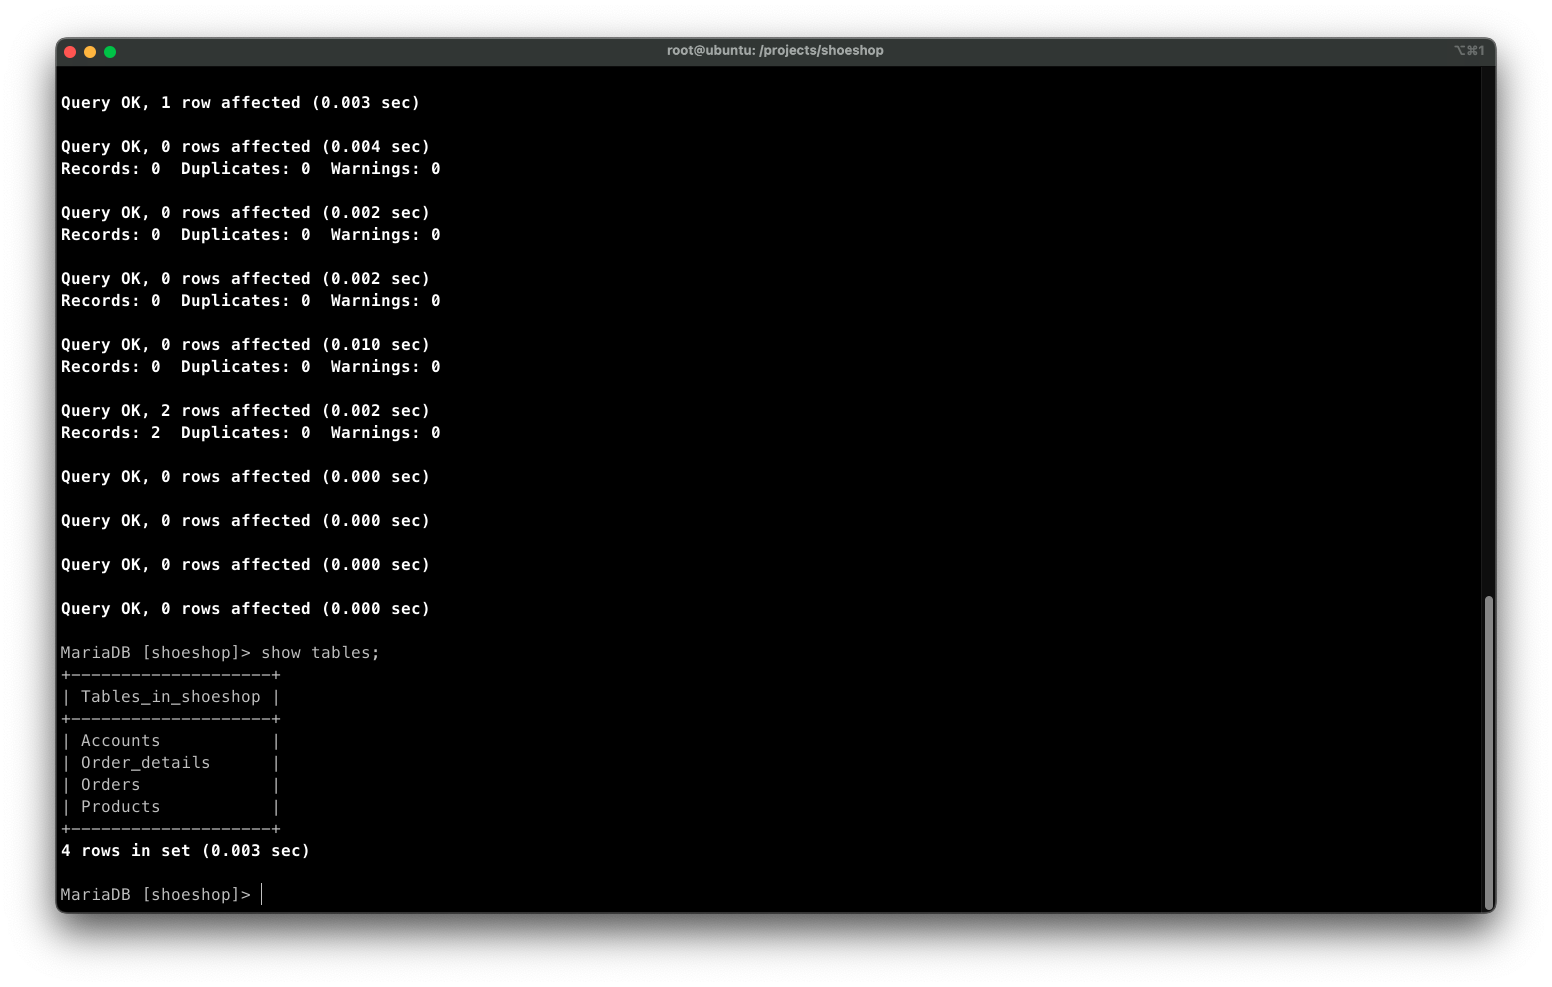 root@ubuntu: /projects/shoeshop
⌥⌘1
Query OK, 1 row affected (0.003 sec)
Query OK, 0 rows affected (0.004 sec)
Records: 0  Duplicates: 0  Warnings: 0
Query OK, 0 rows affected (0.002 sec)
Records: 0  Duplicates: 0  Warnings: 0
Query OK, 0 rows affected (0.002 sec)
Records: 0  Duplicates: 0  Warnings: 0
Query OK, 0 rows affected (0.010 sec)
Records: 0  Duplicates: 0  Warnings: 0
Query OK, 2 rows affected (0.002 sec)
Records: 2  Duplicates: 0  Warnings: 0
Query OK, 0 rows affected (0.000 sec)
Query OK, 0 rows affected (0.000 sec)
Query OK, 0 rows affected (0.000 sec)
Query OK, 0 rows affected (0.000 sec)
MariaDB [shoeshop]> show tables;
+--------------------+
| Tables_in_shoeshop |
+--------------------+
| Accounts           |
| Order_details      |
| Orders             |
| Products           |
+--------------------+
4 rows in set (0.003 sec)
MariaDB [shoeshop]>